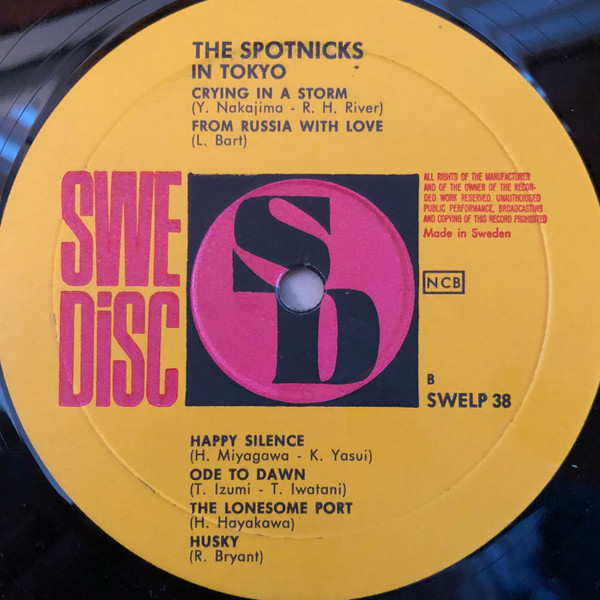 THE SPOTNICKS
IN TOKYO
CRYING IN A STORM
(Y. Nakajima - R. H. River)
FROM RUSSIA WITH LOVE
(L. Bart)
SWE
DiSC
SD
ALL RIGHTS OF THE MANUFACTURER
AND OF THE OWNER OF THE RECOR-
DED WORK RESERVED. UNAUTHORISED
PUBLIC PERFORMANCE, BROADCASTING
AND COPYING OF THIS RECORD PROHIBITED
Made in Sweden
NCB
B
SWELP 38
HAPPY SILENCE
(H. Miyagawa - K. Yasui)
ODE TO DAWN
(T. Izumi - T. Iwatani)
THE LONESOME PORT
(H. Hayakawa)
HUSKY
(R. Bryant)